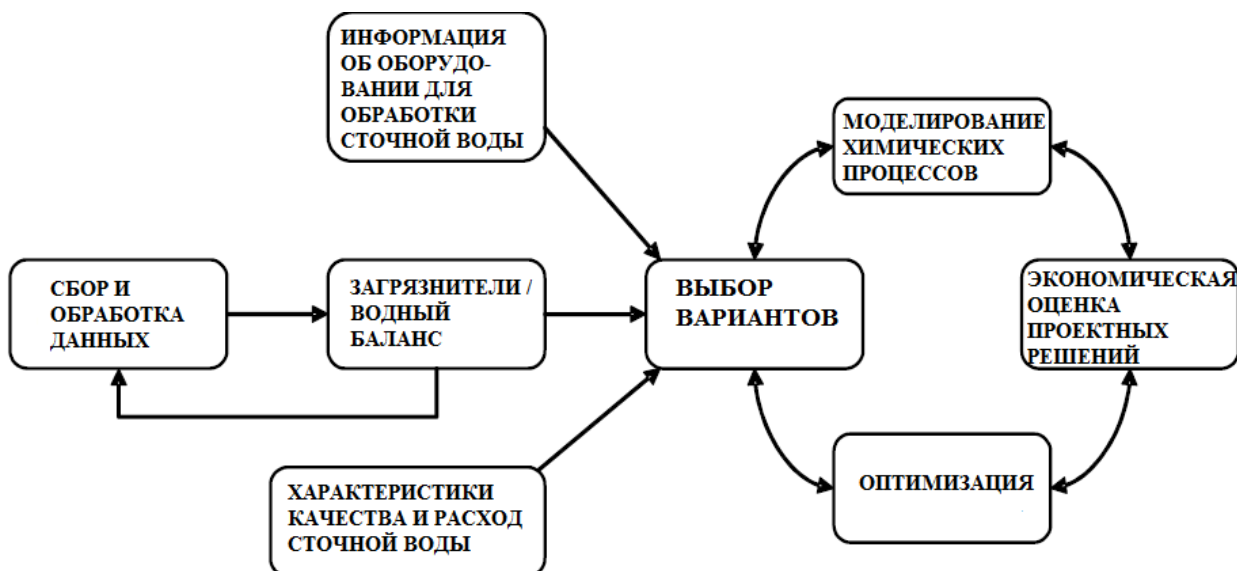 ИНФОРМАЦИЯ
ОБ ОБОРУДО-
ВАНИИ ДЛЯ
ОБРАБОТКИ
СТОЧНОЙ ВОДЫ
МОДЕЛИРОВАНИЕ
ХИМИЧЕСКИХ
ПРОЦЕССОВ
СБОР И
ОБРАБОТКА
ДАННЫХ
ЗАГРЯЗНИТЕЛИ /
ВОДНЫЙ
БАЛАНС
ВЫБОР
ВАРИАНТОВ
ЭКОНОМИЧЕСКАЯ
ОЦЕНКА
ПРОЕКТНЫХ
РЕШЕНИЙ
ХАРАКТЕРИСТИКИ
КАЧЕСТВА И РАСХОД
СТОЧНОЙ ВОДЫ
ОПТИМИЗАЦИЯ